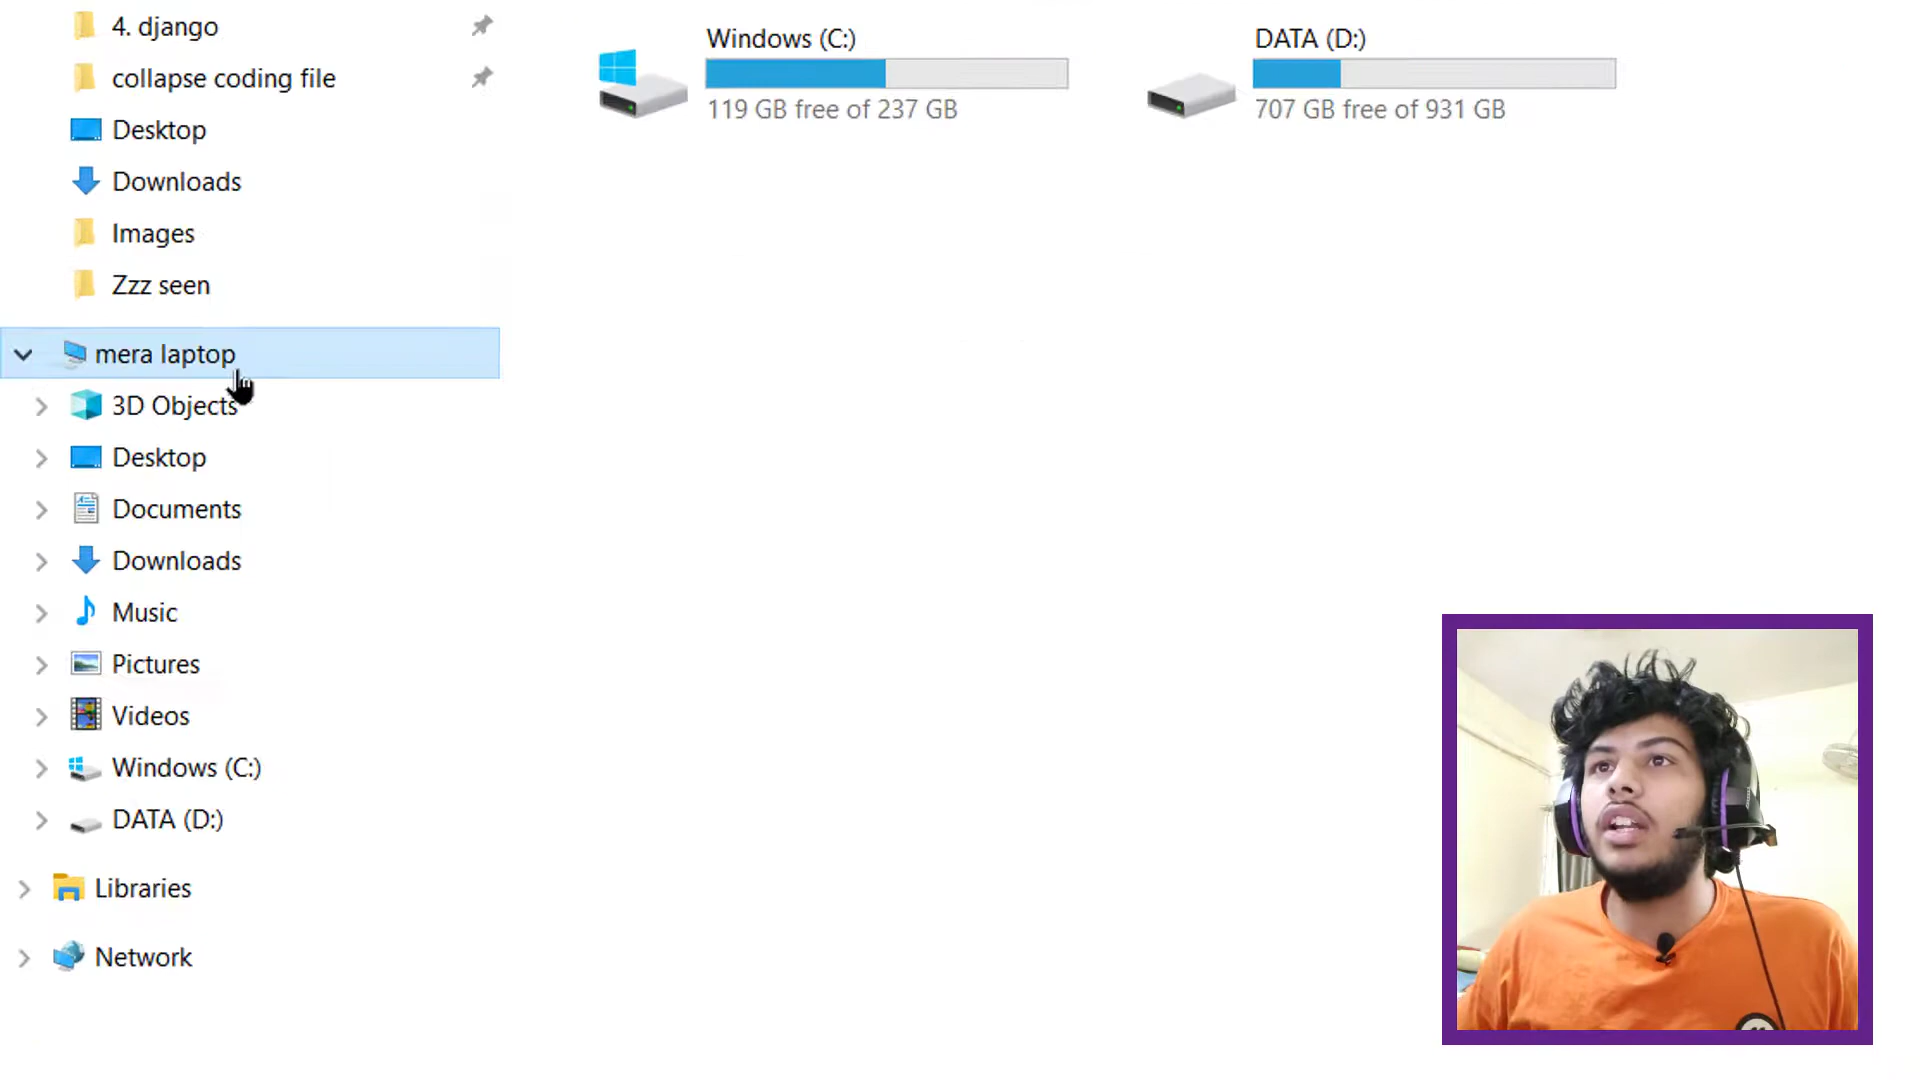 4. django
collapse coding file
Desktop
Downloads
Images
Zzz seen
mera laptop
3D Objects
Desktop
Documents
Downloads
Music
Pictures
Videos
Windows (C:)
DATA (D:)
Libraries
Network
Windows (C:)
119 GB free of 237 GB
DATA (D:)
707 GB free of 931 GB